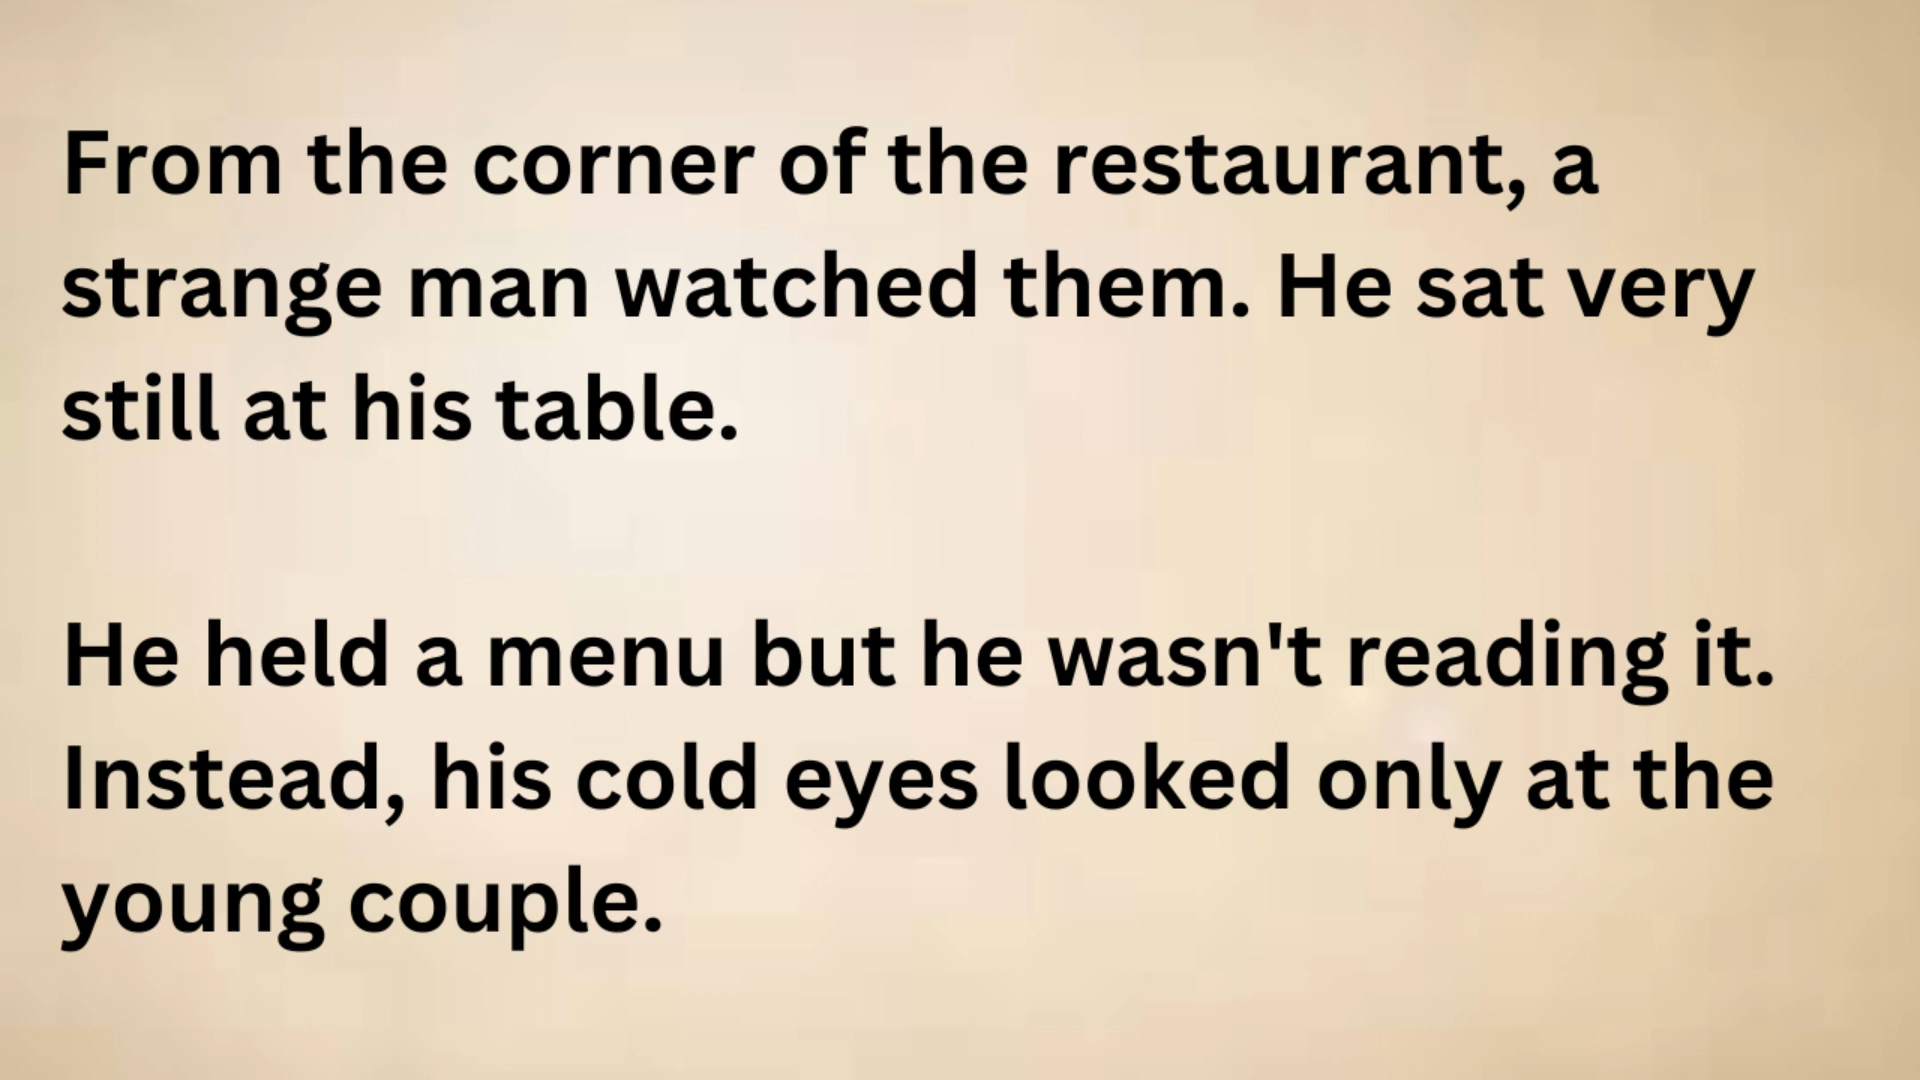 From the corner of the restaurant, a
strange man watched them. He sat very
still at his table.
He held a menu but he wasn't reading it.
Instead, his cold eyes looked only at the
young couple.